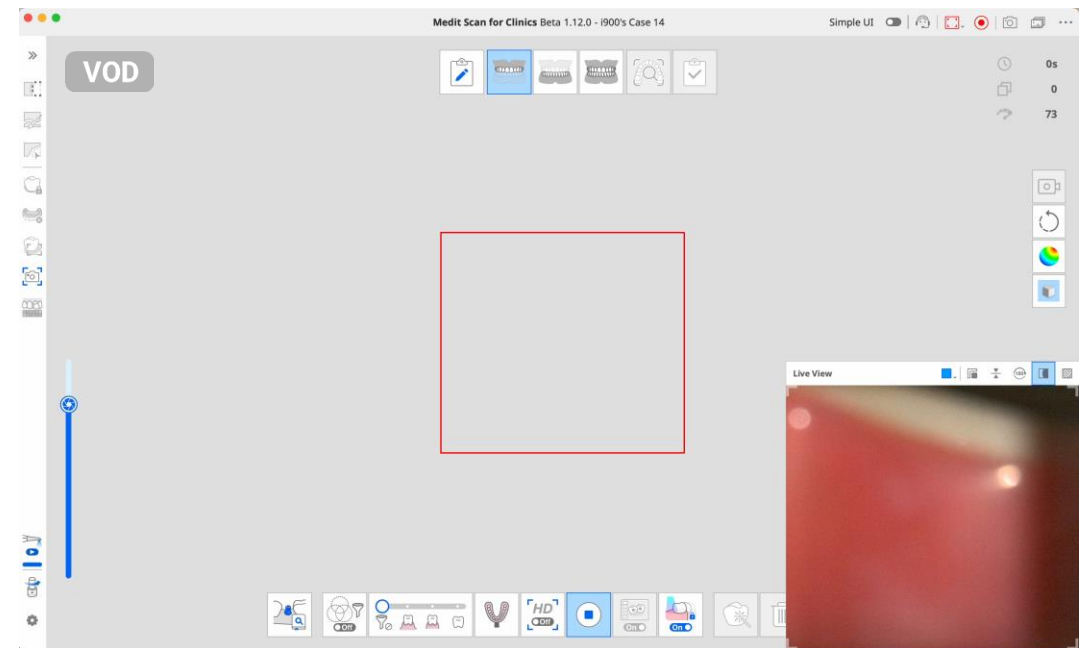 Medit Scan for Clinics Beta 1.12.0 - i900's Case 14
Simple UI
VOD
0s
0
73
Live View
180°
Off
HD
Off
On
On